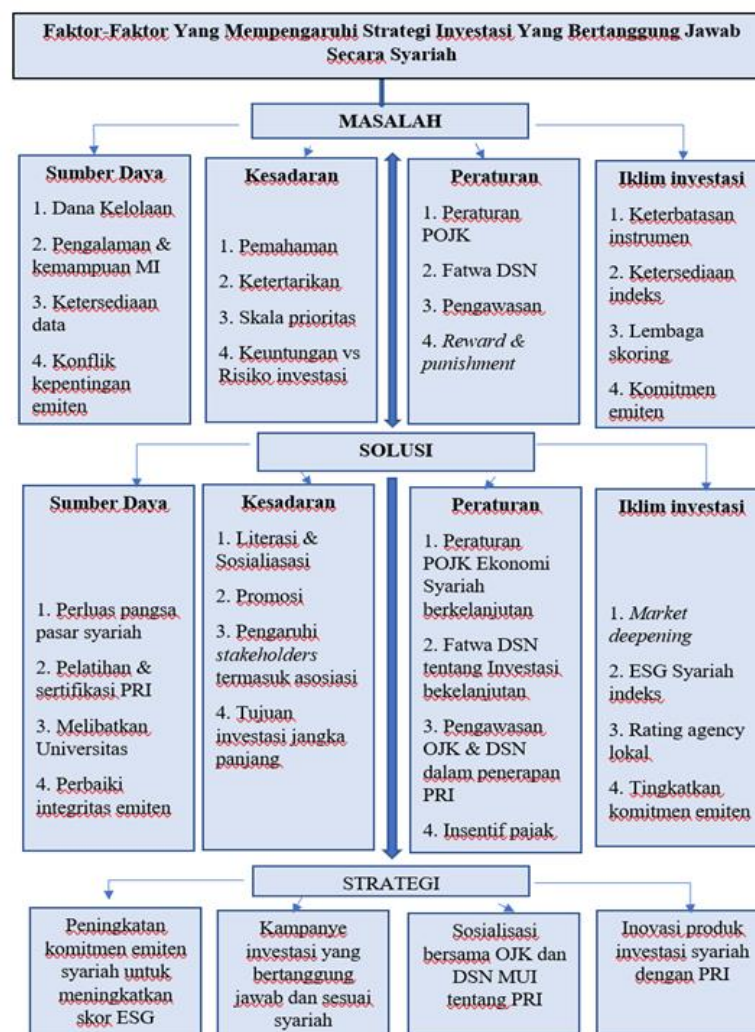 Faktor-Faktor Yang Mempengaruhi Strategi Investasi Yang Bertanggung Jawab
Secara Syariah
MASALAH
Sumber Daya
1. Dana Kelolaan
2. Pengalaman &
kemampuan MI
3. Ketersediaan
data
4. Konflik
kepentingan
emiten
Kesadaran
1. Pemahaman
2. Ketertarikan
3. Skala prioritas
4. Keuntungan vs
Risiko investasi
Peraturan
1. Peraturan
POJK
2. Fatwa DSN
3. Pengawasan
4. Reward &
punishment
Iklim investasi
1. Keterbatasan
instrumen
2. Ketersediaan
indeks
3. Lembaga
skoring
4. Komitmen
emiten
SOLUSI
Sumber Daya
1. Perluas pangsa
pasar syariah
2. Pelatihan &
sertifikasi PRI
3. Melibatkan
Universitas
4. Perbaiki
integritas emiten
Kesadaran
1. Literasi &
Sosialiasasi
2. Promosi
3. Pengaruhi
stakeholders
termasuk asosiasi
4. Tujuan
investasi jangka
panjang
Peraturan
1. Peraturan
POJK Ekonomi
Syariah
berkelanjutan
2. Fatwa DSN
tentang Investasi
bekelanjutan
3. Pengawasan
OJK & DSN
dalam penerapan
PRI
4. Insentif pajak
Iklim investasi
1. Market
deepening
2. ESG Syariah
indeks
3. Rating agency
lokal
4. Tingkatkan
komitmen emiten
STRATEGI
Peningkatan
komitmen emiten
syariah untuk
meningkatkan
skor ESG
Kampanye
investasi yang
bertanggung
jawab dan sesuai
syariah
Sosialisasi
bersama OJK dan
DSN MUI
tentang PRI
Inovasi produk
investasi syariah
dengan PRI